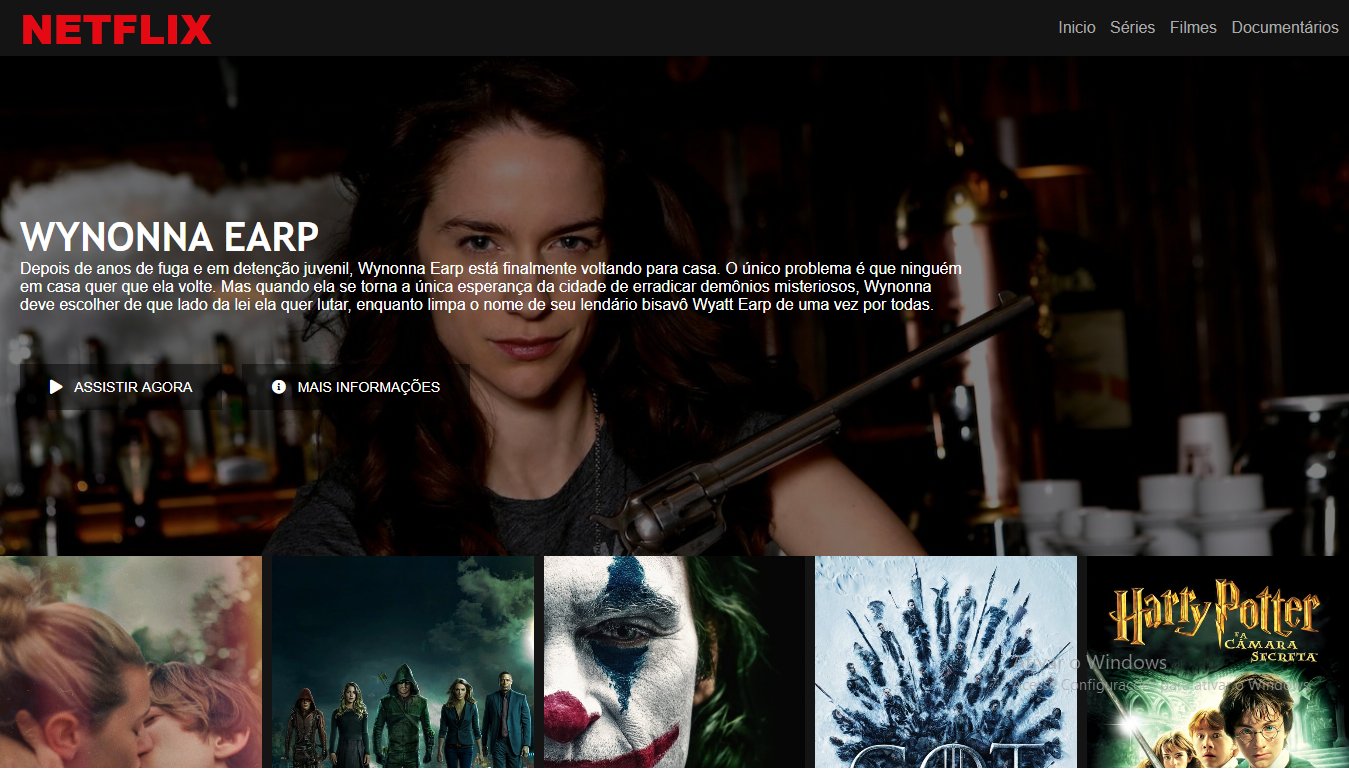 NETFLIX
Inicio Séries Filmes Documentários
WYNONNA EARP
Depois de anos de fuga e em detenção juvenil, Wynonna Earp está finalmente voltando para casa. O único problema é que ninguém
em casa quer que ela volte. Mas quando ela se torna a única esperança da cidade de erradicar demônios misteriosos, Wynonna
deve escolher de que lado da lei ela quer lutar, enquanto limpa o nome de seu lendário bisavô Wyatt Earp de uma vez por todas.
ASSISTIR AGORA MAIS INFORMAÇÕES
Harry Potter
E A
CÂMARA
SECRETA
o Windows
para ativar o Windows
GOT